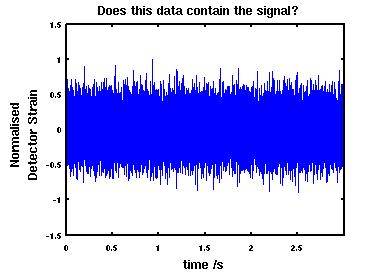 Does this data contain the signal?
1.5
1
0.5
0
-0.5
-1
-1.5
Normalised
Detector Strain
0 0.5 1 1.5 2 2.5
time /s